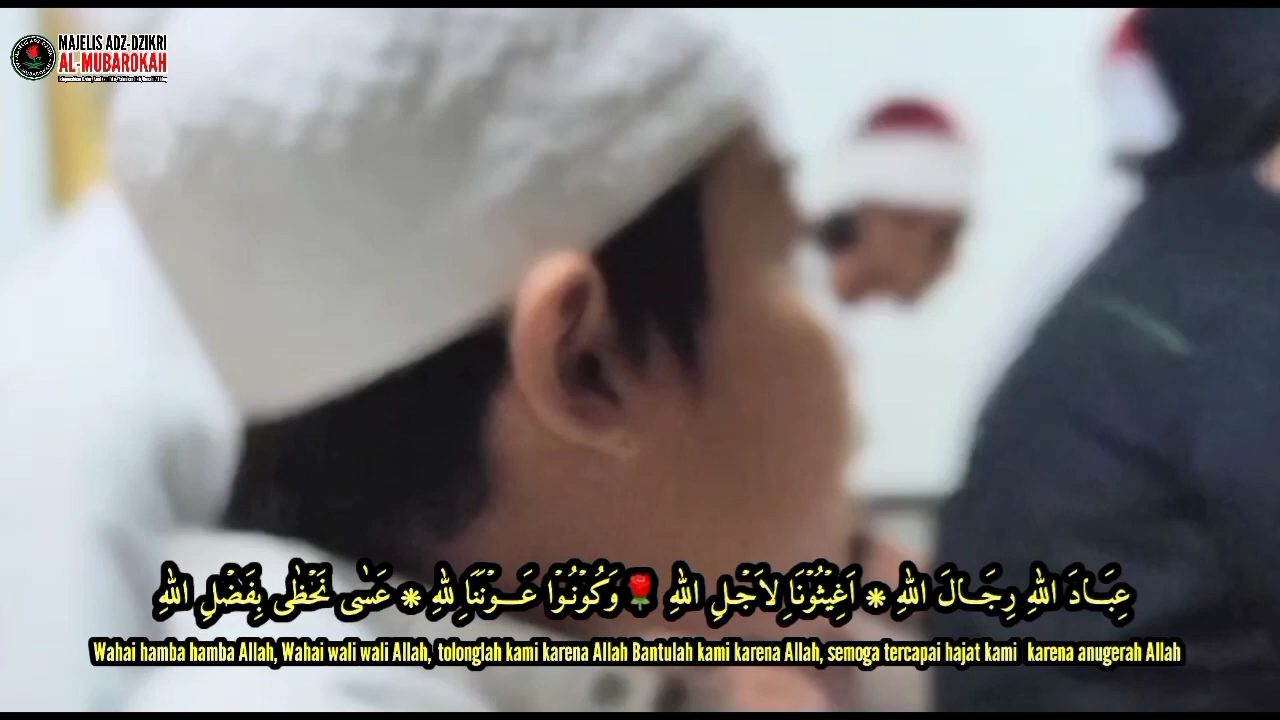 MAJELIS ADZ-DZIKRI
AL-MUBAROKAH
عِبَادَ اللهِ رِجَالَ اللهِ * اَغِيْثُوْنَا لِاَجْلِ اللهِ 🌹 وَكُوْنُوْا عَوْنَنَا لِلهِ * عَسٰى نَحْظٰى بِفَضْلِ اللهِ
Wahai hamba hamba Allah, Wahai wali wali Allah, tolonglah kami karena Allah Bantulah kami karena Allah, semoga tercapai hajat kami karena anugerah Allah